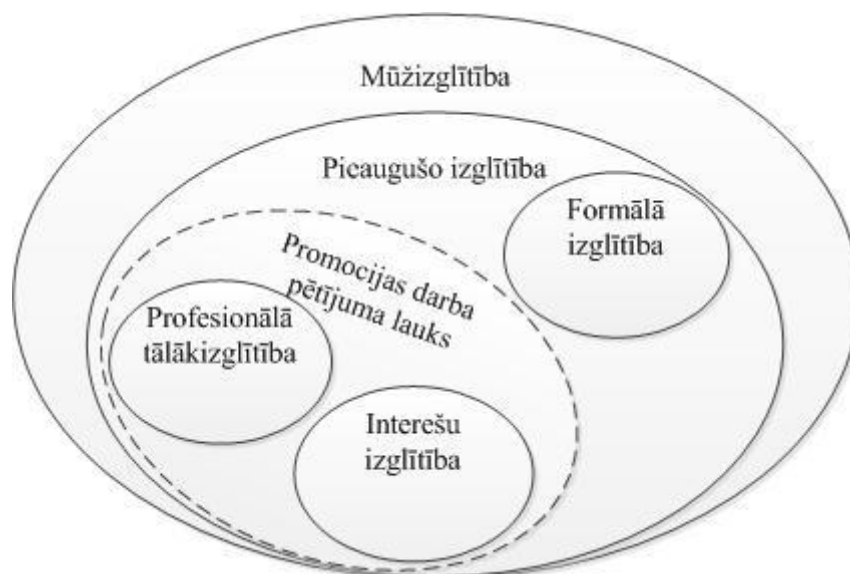 Mūžizglītība
Pieaugušo izglītība
Formālā
izglītība
Promocijas darba
pētījuma lauks
Profesionālā
tālākizglītība
Interešu
izglītība